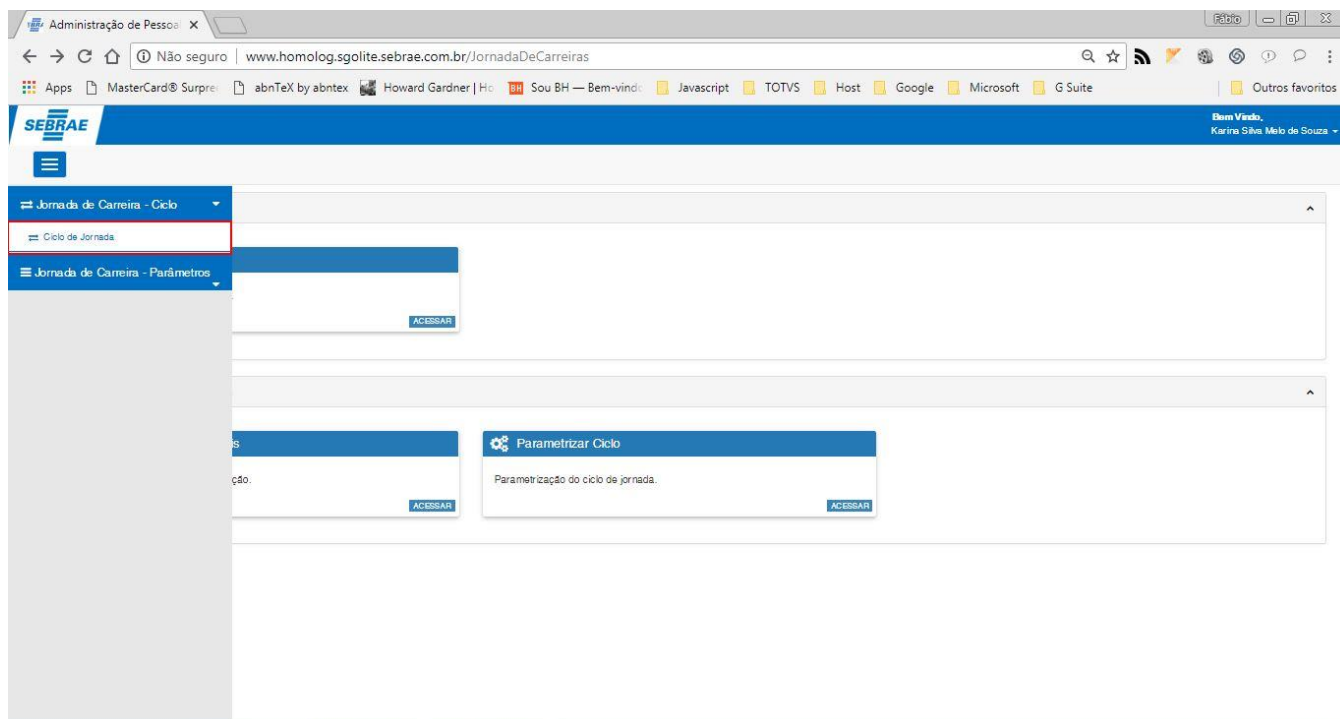 Administração de Pessoal
Fábio
Não seguro | www.homolog.sgolite.sebrae.com.br/JornadaDeCarreiras
Apps MasterCard® Surpre abnTeX by abntex Howard Gardner | Ho BH Sou BH — Bem-vind Javascript TOTVS Host Google Microsoft G Suite Outros favoritos
SEBRAE
Bem Vindo,
Karina Silva Melo de Souza
Jornada de Carreira - Ciclo
Ciclo de Jornada
Jornada de Carreira - Parâmetros
ACESSAR
is
Parametrizar Ciclo
ção.
Parametrização do ciclo de jornada.
ACESSAR
ACESSAR